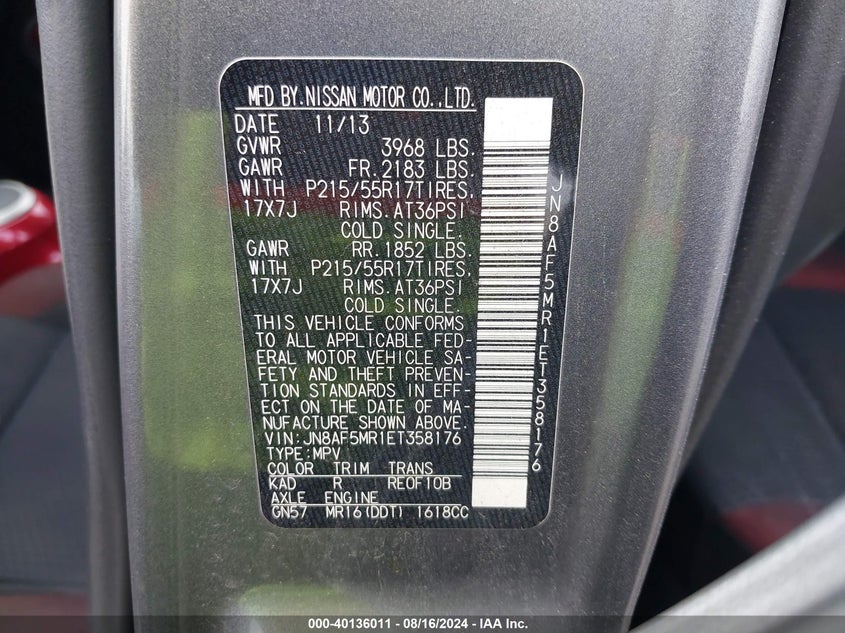 MFD BY.NISSAN MOTOR CO.,LTD.
DATE 11/13
GVWR 3968 LBS.
GAWR FR.2183 LBS.
WITH P215/55R17TIRES,
17X7J RIMS.AT36PSI
COLD SINGLE.
GAWR RR.1852 LBS.
WITH P215/55R17TIRES,
17X7J RIMS.AT36PSI
COLD SINGLE.
THIS VEHICLE CONFORMS
TO ALL APPLICABLE FED-
ERAL MOTOR VEHICLE SA-
FETY AND THEFT PREVEN-
TION STANDARDS IN EFF-
ECT ON THE DATE OF MA-
NUFACTURE SHOWN ABOVE.
VIN:JN8AF5MR1ET358176
TYPE:MPV
COLOR TRIM TRANS
KAD R RE0F10B
AXLE ENGINE
GN57 MR16(DDT) 1618CC
JN8AF5MR1ET358176
000-40136011 - 08/16/2024 - IAA Inc.